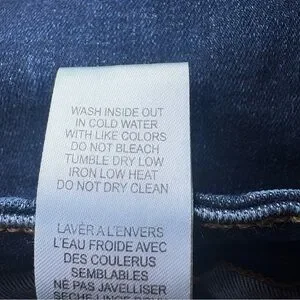 WASH INSIDE OUT
IN COLD WATER
WITH LIKE COLORS
DO NOT BLEACH
TUMBLE DRY LOW
IRON LOW HEAT
DO NOT DRY CLEAN
LAVÈR A L'ENVERS
L'EAU FROIDE AVEC
DES COULEURS
SEMBLABLES
NE PAS JAVELLISER